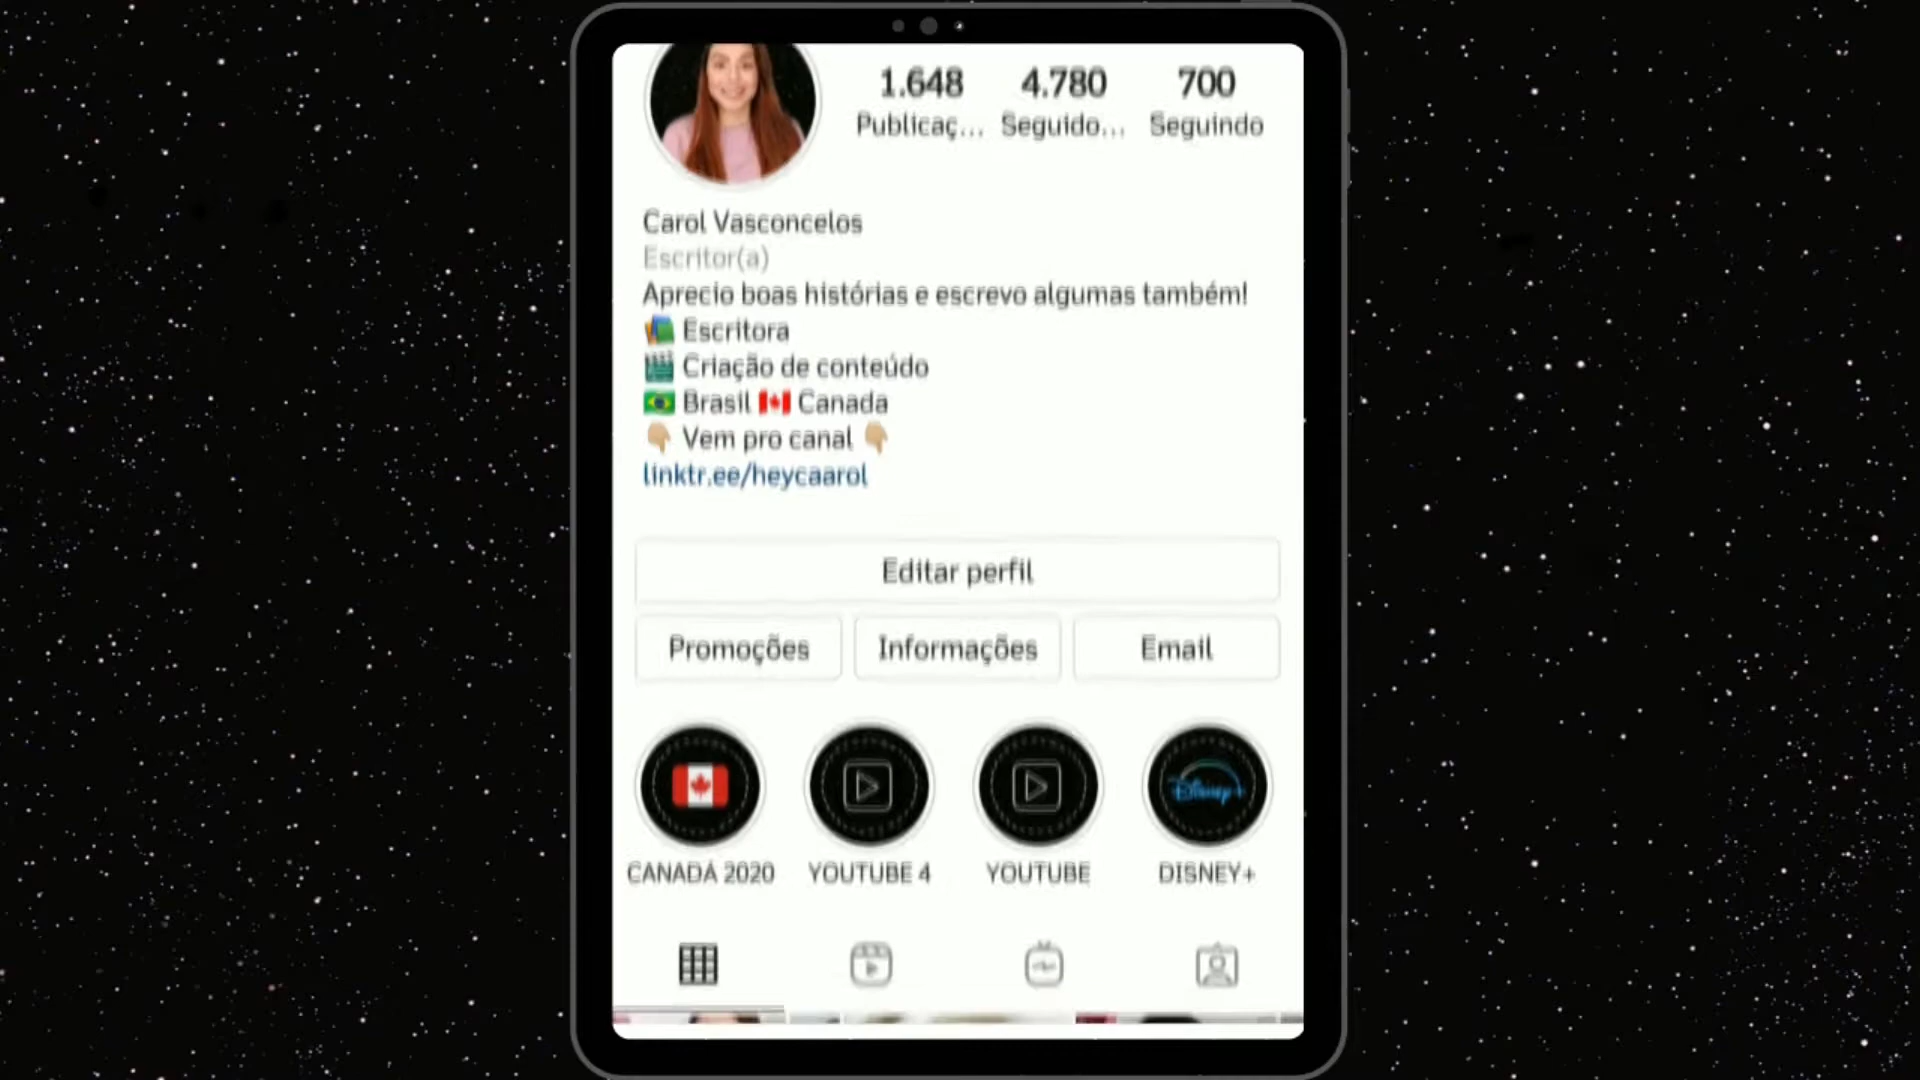 1.648 4.780 700
Publicaç... Seguido... Seguindo
Carol Vasconcelos
Escritor(a)
Aprecio boas histórias e escrevo algumas também!
Escritora
Criação de conteúdo
Brasil Canada
Vem pro canal
linktr.ee/heycaarol
Editar perfil
Promoções Informações Email
Disney+
CANADÁ 2020 YOUTUBE 4 YOUTUBE DISNEY+